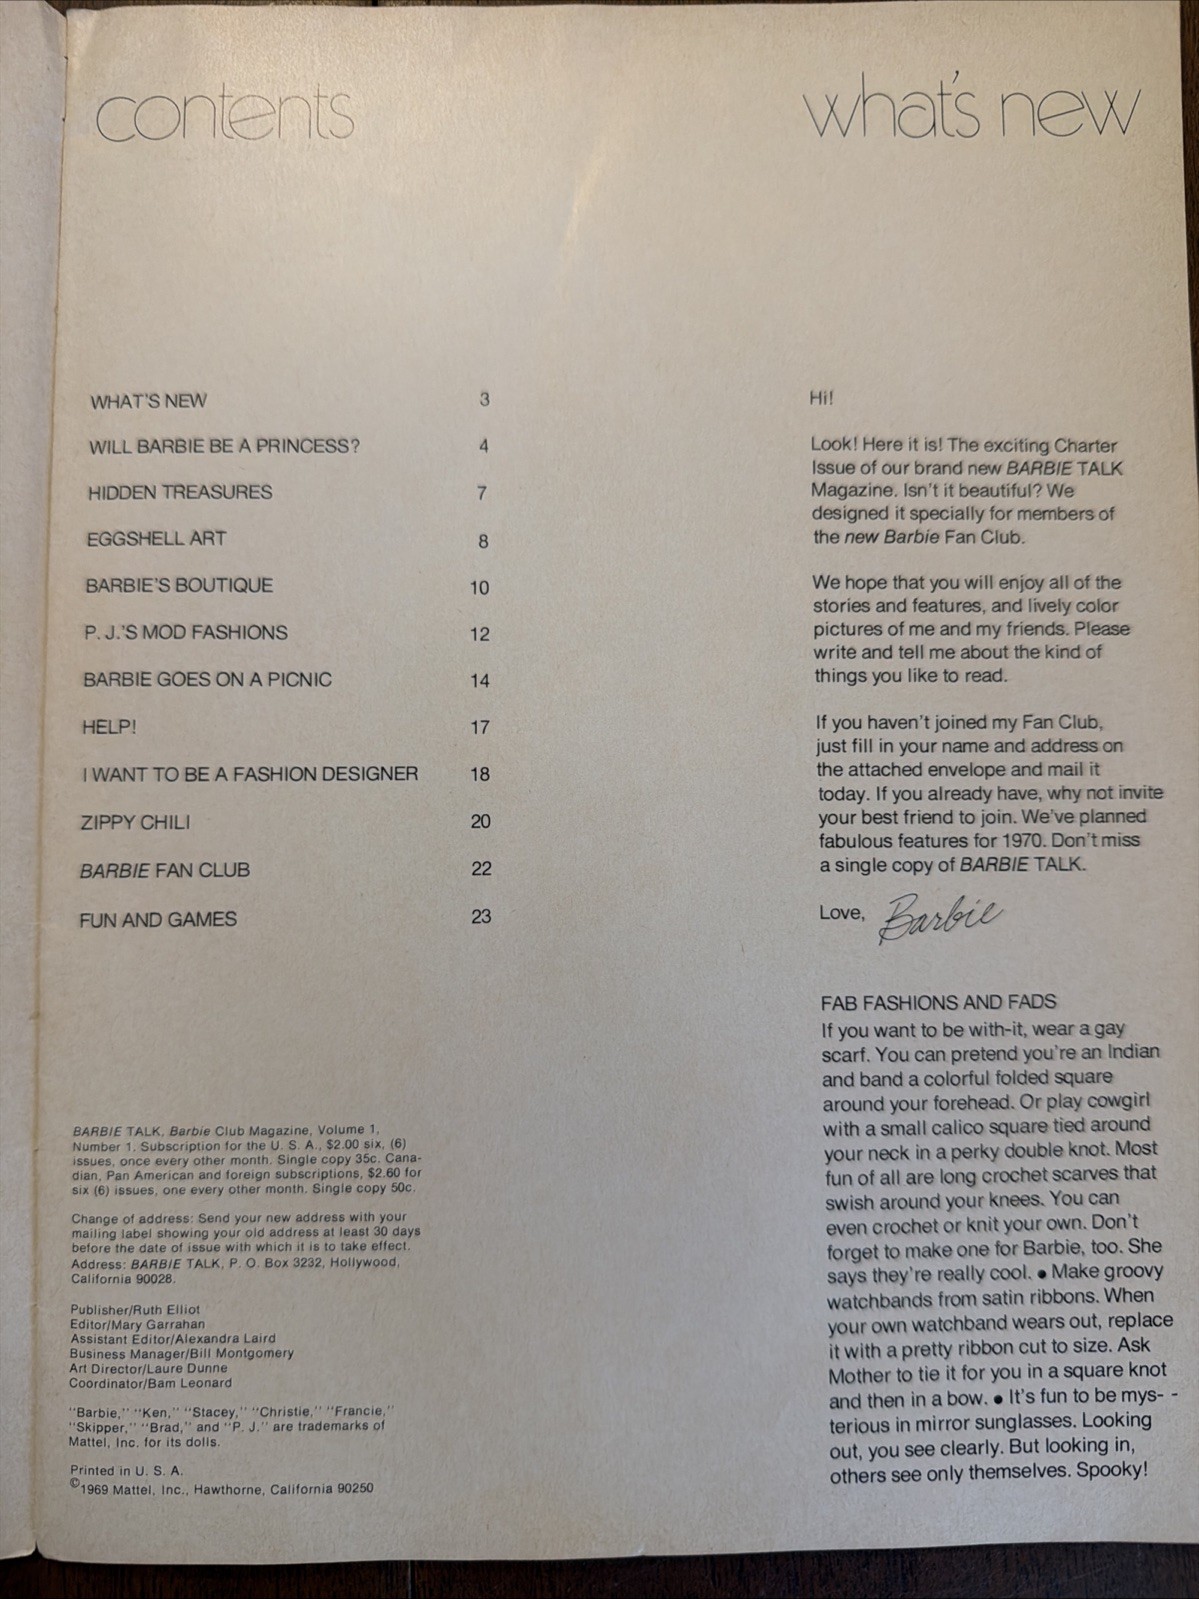 contents
WHAT'S NEW 3
WILL BARBIE BE A PRINCESS? 4
HIDDEN TREASURES 7
EGGSHELL ART 8
BARBIE'S BOUTIQUE 10
P. J.'S MOD FASHIONS 12
BARBIE GOES ON A PICNIC 14
HELP! 17
I WANT TO BE A FASHION DESIGNER 18
ZIPPY CHILI 20
BARBIE FAN CLUB 22
FUN AND GAMES 23
BARBIE TALK, Barbie Club Magazine, Volume 1,
Number 1. Subscription for the U. S. A., $2.00 six, (6)
issues, once every other month. Single copy 35c. Cana-
dian, Pan American and foreign subscriptions, $2.60 for
six (6) issues, one every other month. Single copy 50c.
Change of address: Send your new address with your
mailing label showing your old address at least 30 days
before the date of issue with which it is to take effect.
Address: BARBIE TALK, P. O. Box 3232, Hollywood,
California 90028.
Publisher/Ruth Elliot
Editor/Mary Garrahan
Assistant Editor/Alexandra Laird
Business Manager/Bill Montgomery
Art Director/Laure Dunne
Coordinator/Bam Leonard
"Barbie," "Ken," "Stacey," "Christie," "Francie,"
"Skipper," "Brad," and "P. J." are trademarks of
Mattel, Inc. for its dolls.
Printed in U. S. A.
©1969 Mattel, Inc., Hawthorne, California 90250
what's new
Hi!
Look! Here it is! The exciting Charter
Issue of our brand new BARBIE TALK
Magazine. Isn't it beautiful? We
designed it specially for members of
the new Barbie Fan Club.
We hope that you will enjoy all of the
stories and features, and lively color
pictures of me and my friends. Please
write and tell me about the kind of
things you like to read.
If you haven't joined my Fan Club,
just fill in your name and address on
the attached envelope and mail it
today. If you already have, why not invite
your best friend to join. We've planned
fabulous features for 1970. Don't miss
a single copy of BARBIE TALK.
Love, Barbie
FAB FASHIONS AND FADS
If you want to be with-it, wear a gay
scarf. You can pretend you're an Indian
and band a colorful folded square
around your forehead. Or play cowgirl
with a small calico square tied around
your neck in a perky double knot. Most
fun of all are long crochet scarves that
swish around your knees. You can
even crochet or knit your own. Don't
forget to make one for Barbie, too. She
says they're really cool. ● Make groovy
watchbands from satin ribbons. When
your own watchband wears out, replace
it with a pretty ribbon cut to size. Ask
Mother to tie it for you in a square knot
and then in a bow. ● It's fun to be mys- -
terious in mirror sunglasses. Looking
out, you see clearly. But looking in,
others see only themselves. Spooky!